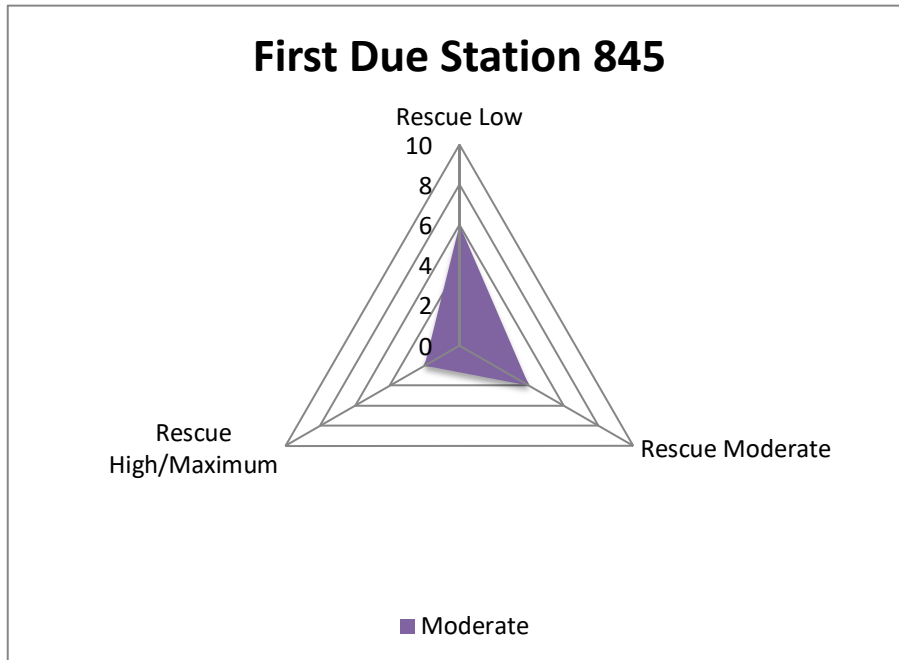 First Due Station 845
Rescue Low
10
8
6
4
2
0
Rescue
High/Maximum
Rescue Moderate
Moderate